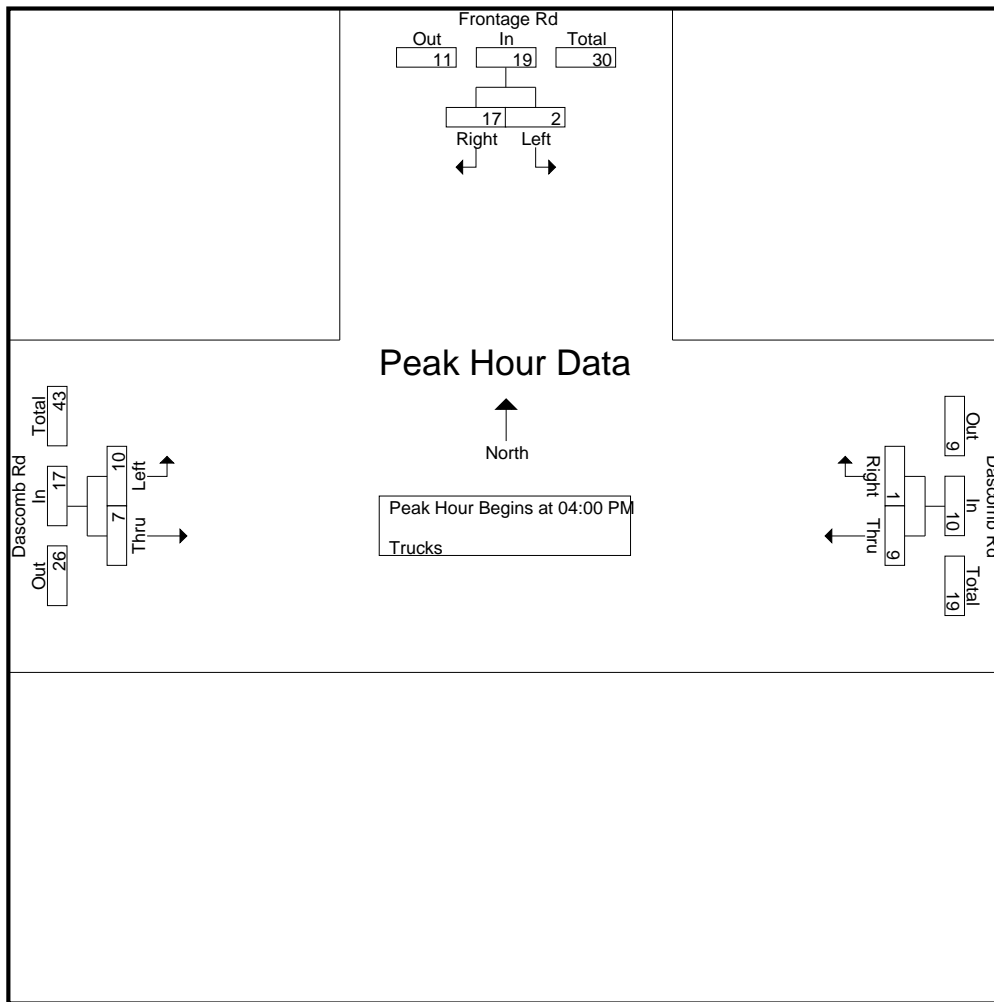 Frontage Rd
Out In Total
11 19 30
17 2
Right Left
Peak Hour Data
North
Peak Hour Begins at 04:00 PM
Trucks
Dascomb Rd
Out In Total
26 17 43
7 10
Thru Left
Dascomb Rd
Out In Total
9 10 19
1 9
Right Thru